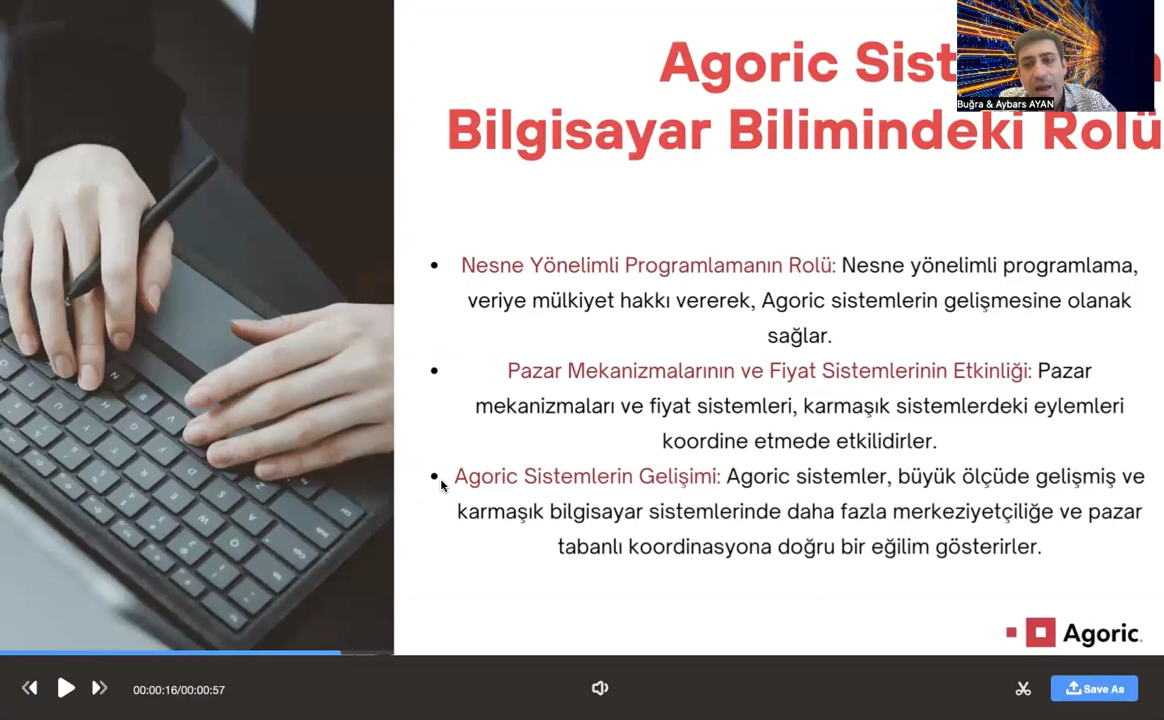 Agoric Sist
Buğra & Aybars AYAN
Bilgisayar Bilimindeki Rolü
• Nesne Yönelimli Programlamanın Rolü: Nesne yönelimli programlama,
veriye mülkiyet hakkı vererek, Agoric sistemlerin gelişmesine olanak
sağlar.
• Pazar Mekanizmalarının ve Fiyat Sistemlerinin Etkinliği: Pazar
mekanizmaları ve fiyat sistemleri, karmaşık sistemlerdeki eylemleri
koordine etmede etkilidirler.
• Agoric Sistemlerin Gelişimi: Agoric sistemler, büyük ölçüde gelişmiş ve
karmaşık bilgisayar sistemlerinde daha fazla merkeziyetçiliğe ve pazar
tabanlı koordinasyona doğru bir eğilim gösterirler.
Agoric.
00:00:16/00:00:57
Save As